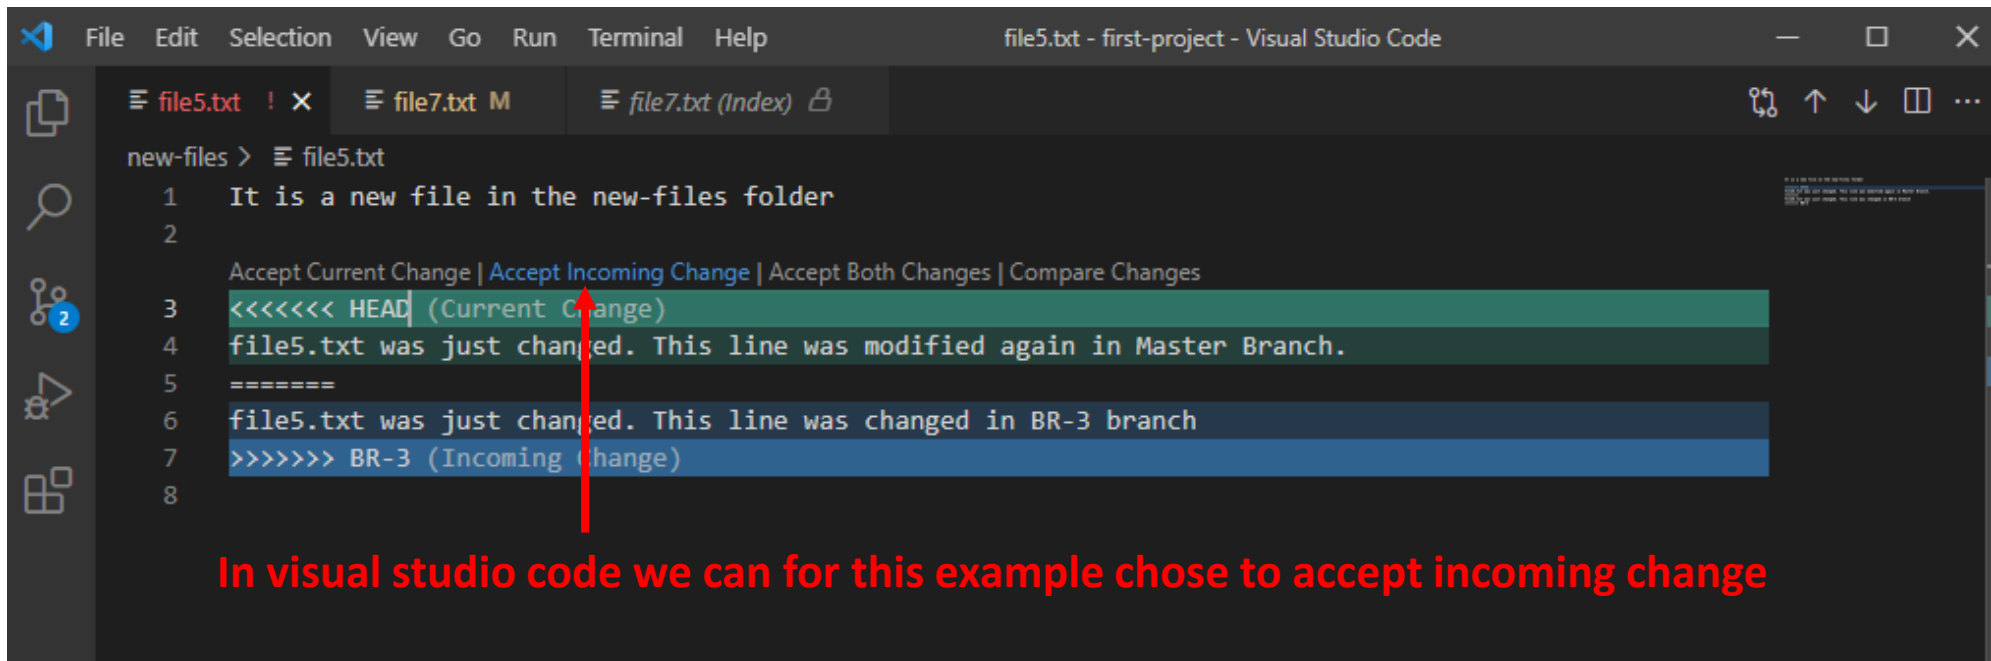 File Edit Selection View Go Run Terminal Help file5.txt - first-project - Visual Studio Code
file5.txt ! file7.txt M file7.txt (Index)
new-files > file5.txt
1 It is a new file in the new-files folder
2
Accept Current Change | Accept Incoming Change | Accept Both Changes | Compare Changes
3 <<<<<<< HEAD (Current Change)
4 file5.txt was just changed. This line was modified again in Master Branch.
5 =======
6 file5.txt was just changed. This line was changed in BR-3 branch
7 >>>>>>> BR-3 (Incoming Change)
8
2
In visual studio code we can for this example chose to accept incoming change